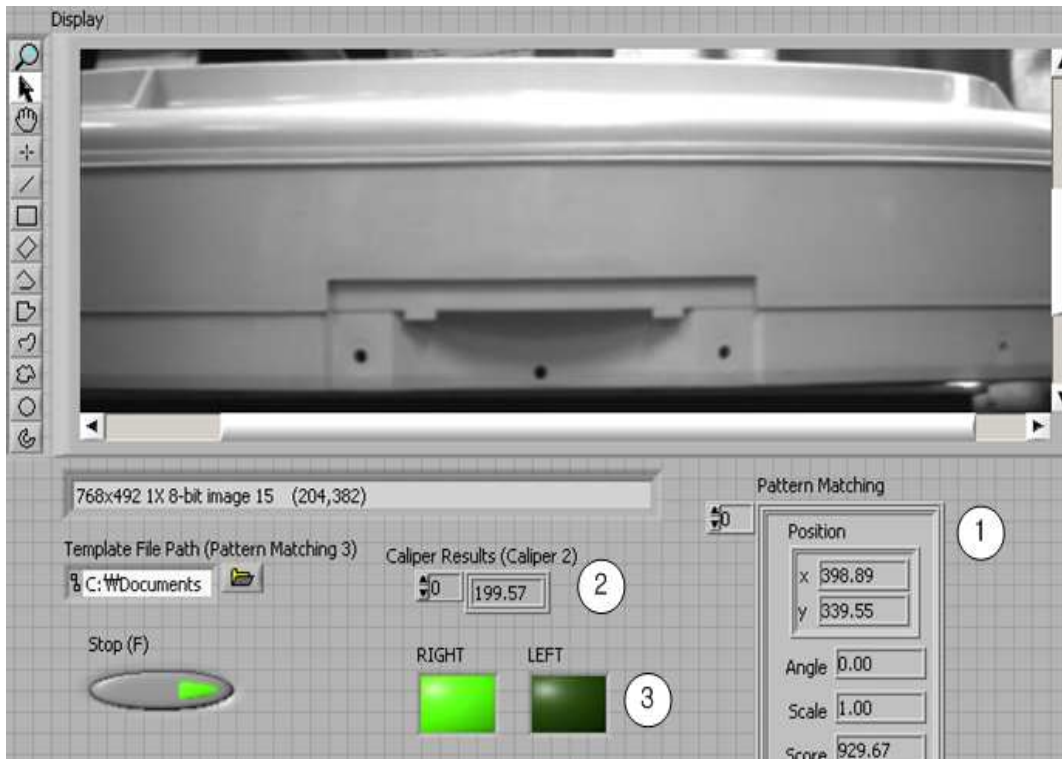 Display
768x492 1X 8-bit image 15 (204,382)
Pattern Matching
0
Position
1
x 398.89
y 339.55
Template File Path (Pattern Matching 3)
C:₩Documents
Caliper Results (Caliper 2)
0 199.57
2
Stop (F)
RIGHT LEFT
3
Angle 0.00
Scale 1.00
Score 929.67